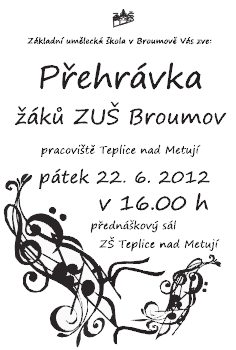 Základní umělecká škola v Broumově Vás zve:
Přehrávka
žáků ZUŠ Broumov
pracoviště Teplice nad Metují
pátek 22. 6. 2012
v 16.00 h
přednáškový sál
ZŠ Teplice nad Metují